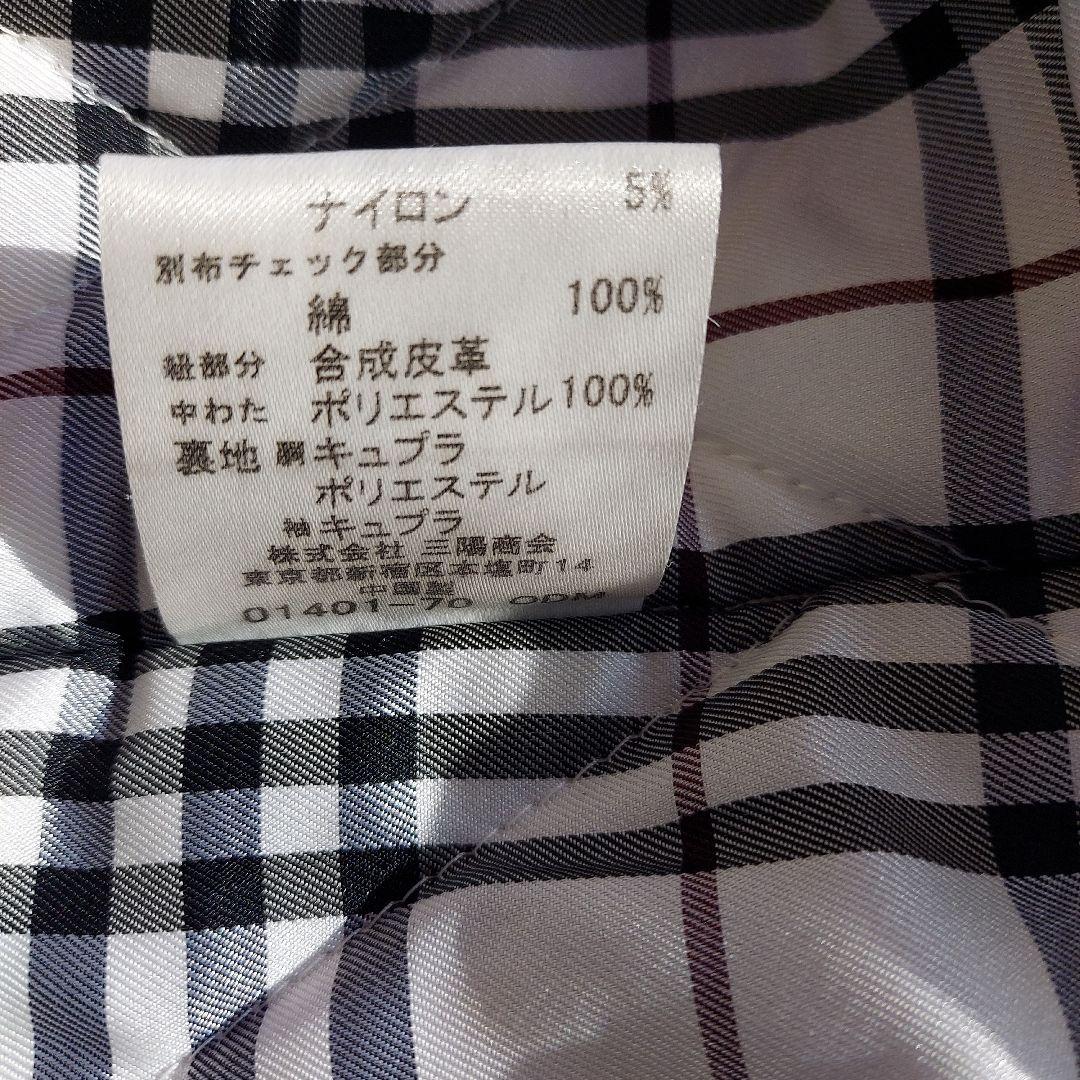 ナイロン 5%
別布チェック部分
綿 100%
紐部分 合成皮革
中わた ポリエステル100%
裏地 胴 キュプラ
ポリエステル
袖 キュプラ
株式会社 三陽商会
東京都新宿区本塩町14
中国製
01401-70 ODM